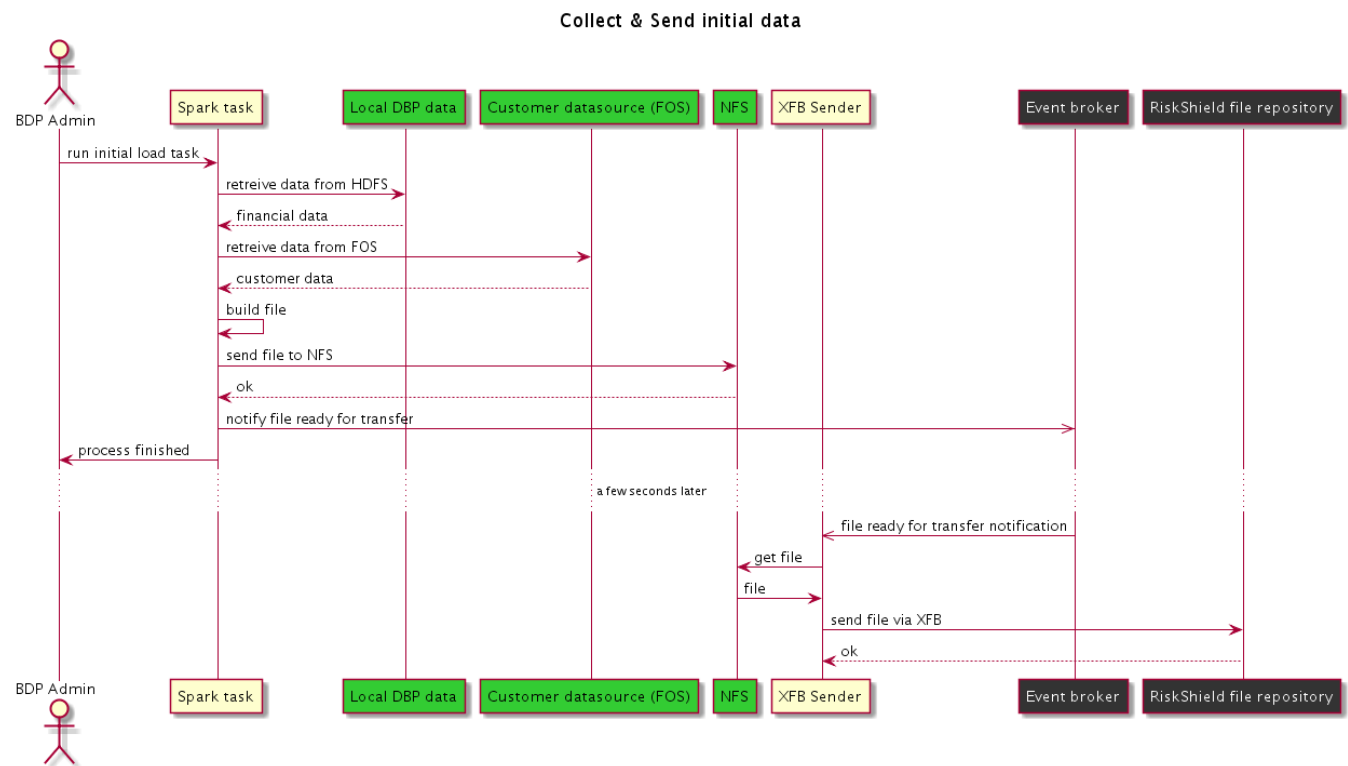 Collect & Send initial data
BDP Admin
Spark task
Local DBP data
Customer datasource (FOS)
NFS
XFB Sender
Event broker
RiskShield file repository
run initial load task
retreive data from HDFS
financial data
retreive data from FOS
customer data
build file
send file to NFS
ok
notify file ready for transfer
process finished
a few seconds later
file ready for transfer notification
get file
file
send file via XFB
ok
BDP Admin
Spark task
Local DBP data
Customer datasource (FOS)
NFS
XFB Sender
Event broker
RiskShield file repository